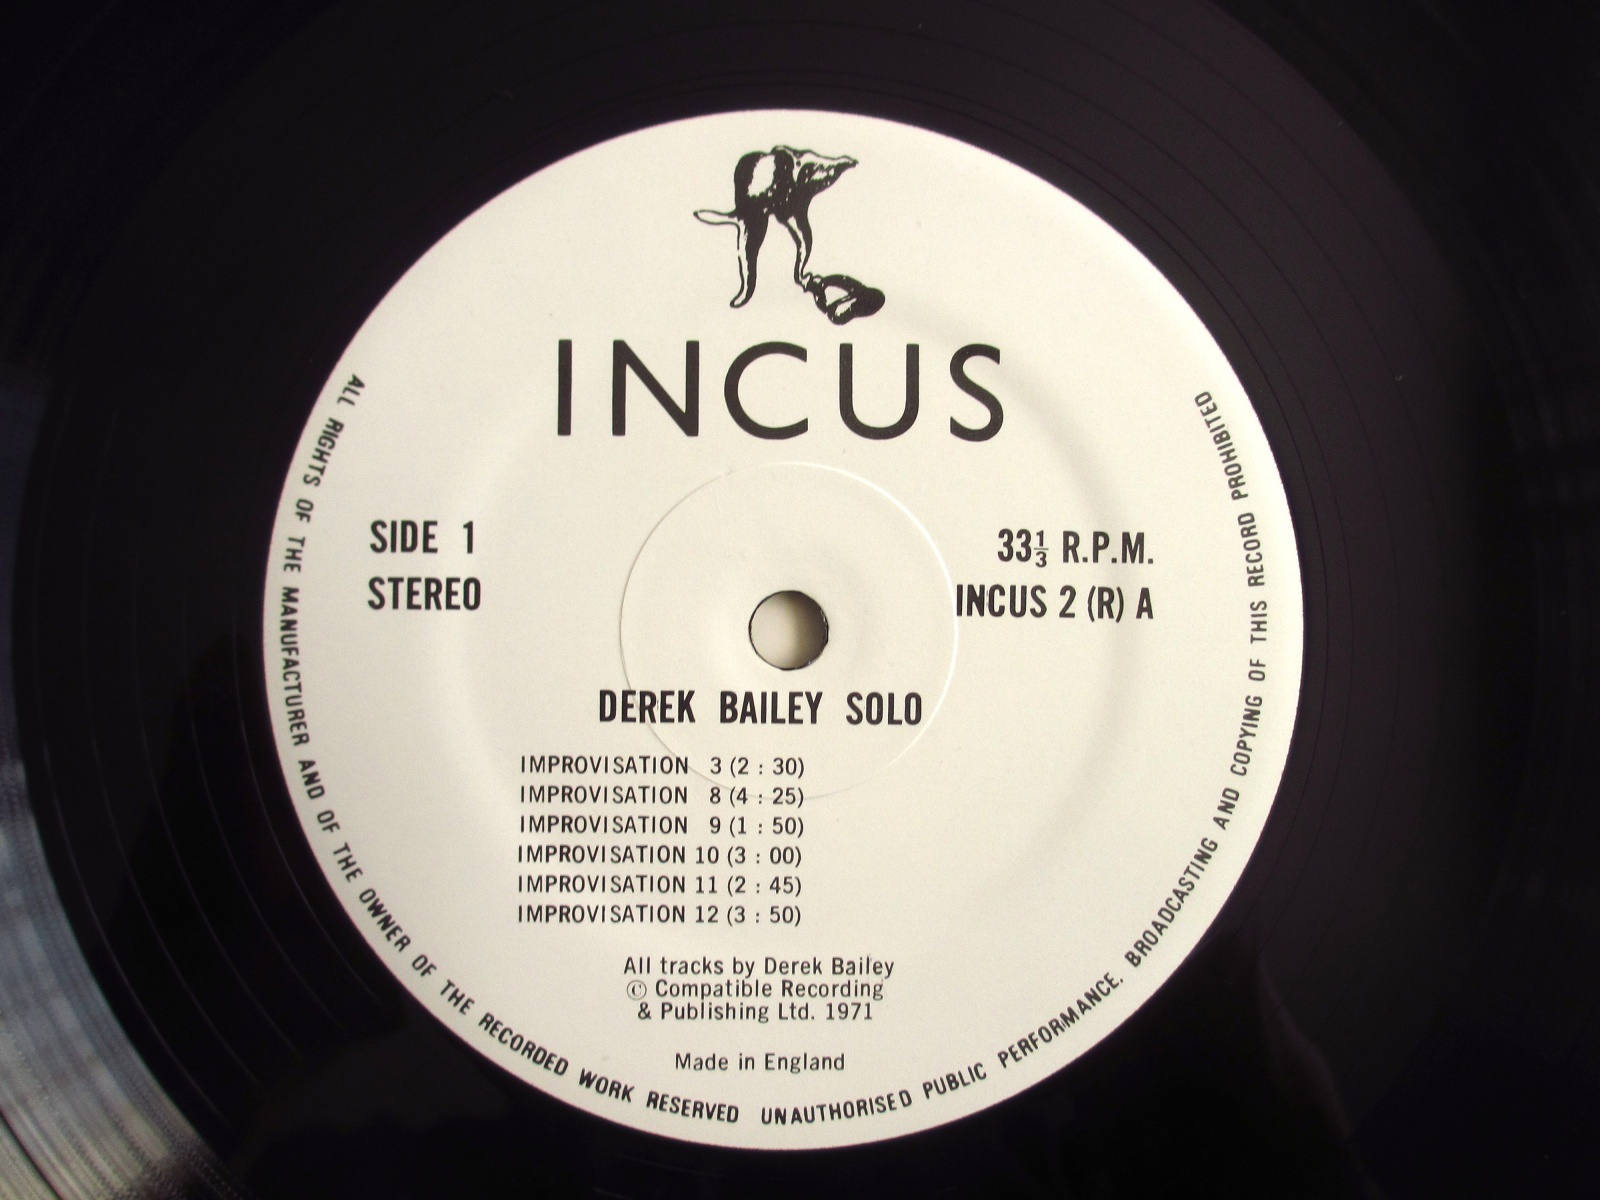 INCUS
SIDE 1
STEREO
33⅓ R.P.M.
INCUS 2 (R) A
DEREK BAILEY SOLO
IMPROVISATION 3 (2 : 30)
IMPROVISATION 8 (4 : 25)
IMPROVISATION 9 (1 : 50)
IMPROVISATION 10 (3 : 00)
IMPROVISATION 11 (2 : 45)
IMPROVISATION 12 (3 : 50)
All tracks by Derek Bailey
© Compatible Recording
& Publishing Ltd. 1971
Made in England
ALL RIGHTS OF THE MANUFACTURER AND OF THE OWNER OF THE RECORDED WORK RESERVED UNAUTHORISED PUBLIC PERFORMANCE. BROADCASTING AND COPYING OF THIS RECORD PROHIBITED